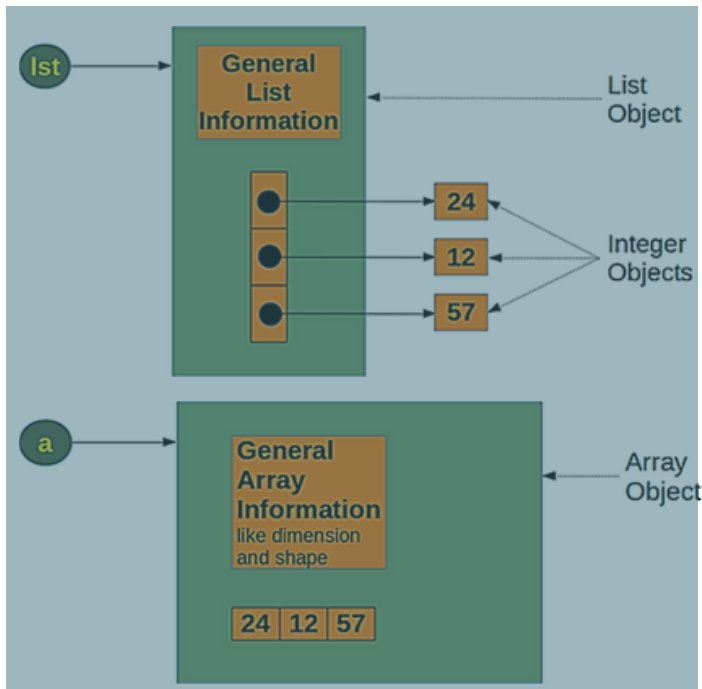 lst
General
List
Information
List
Object
24
12
57
Integer
Objects
a
General
Array
Information
like dimension
and shape
Array
Object
24 12 57